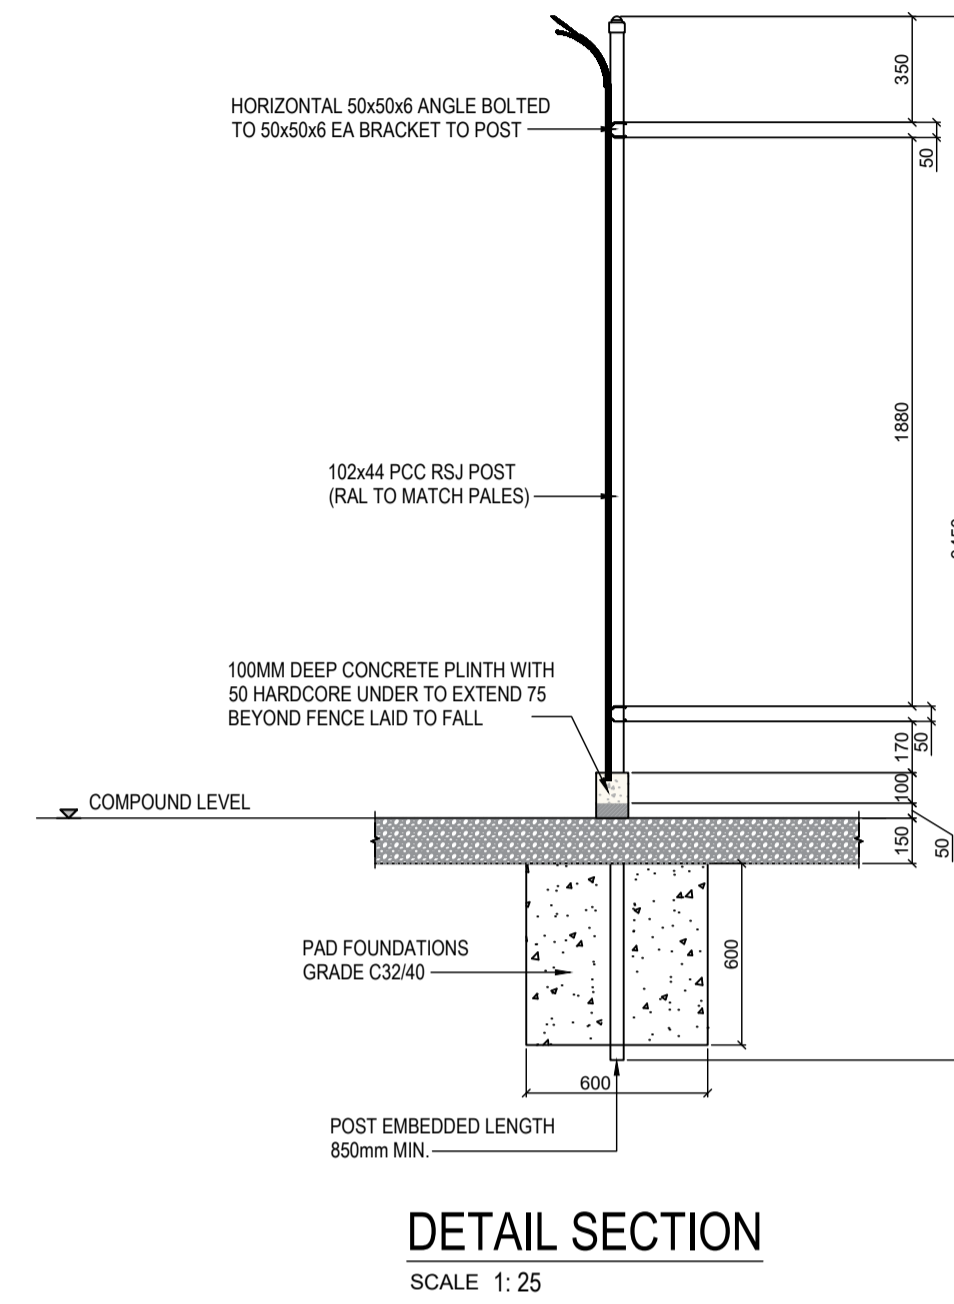 350
HORIZONTAL 50x50x6 ANGLE BOLTED
TO 50x50x6 EA BRACKET TO POST
50
1880
102x44 PCC RSJ POST
(RAL TO MATCH PALES)
100MM DEEP CONCRETE PLINTH WITH
50 HARDCORE UNDER TO EXTEND 75
BEYOND FENCE LAID TO FALL
170
50
100
COMPOUND LEVEL
150
50
PAD FOUNDATIONS
GRADE C32/40
600
600
POST EMBEDDED LENGTH
850mm MIN.
DETAIL SECTION
SCALE 1: 25